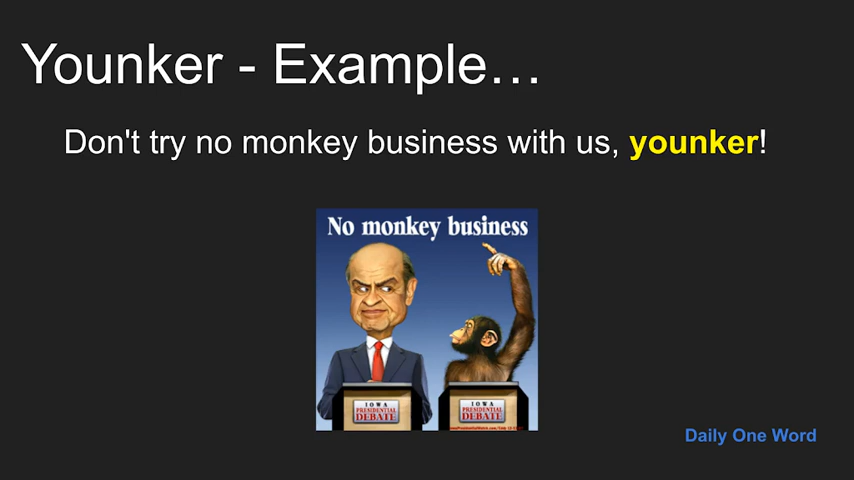 Younker - Example…
Don't try no monkey business with us, younker!
No monkey business
IOWA
PRESIDENTIAL
DEBATE
IOWA
PRESIDENTIAL
DEBATE
Daily One Word